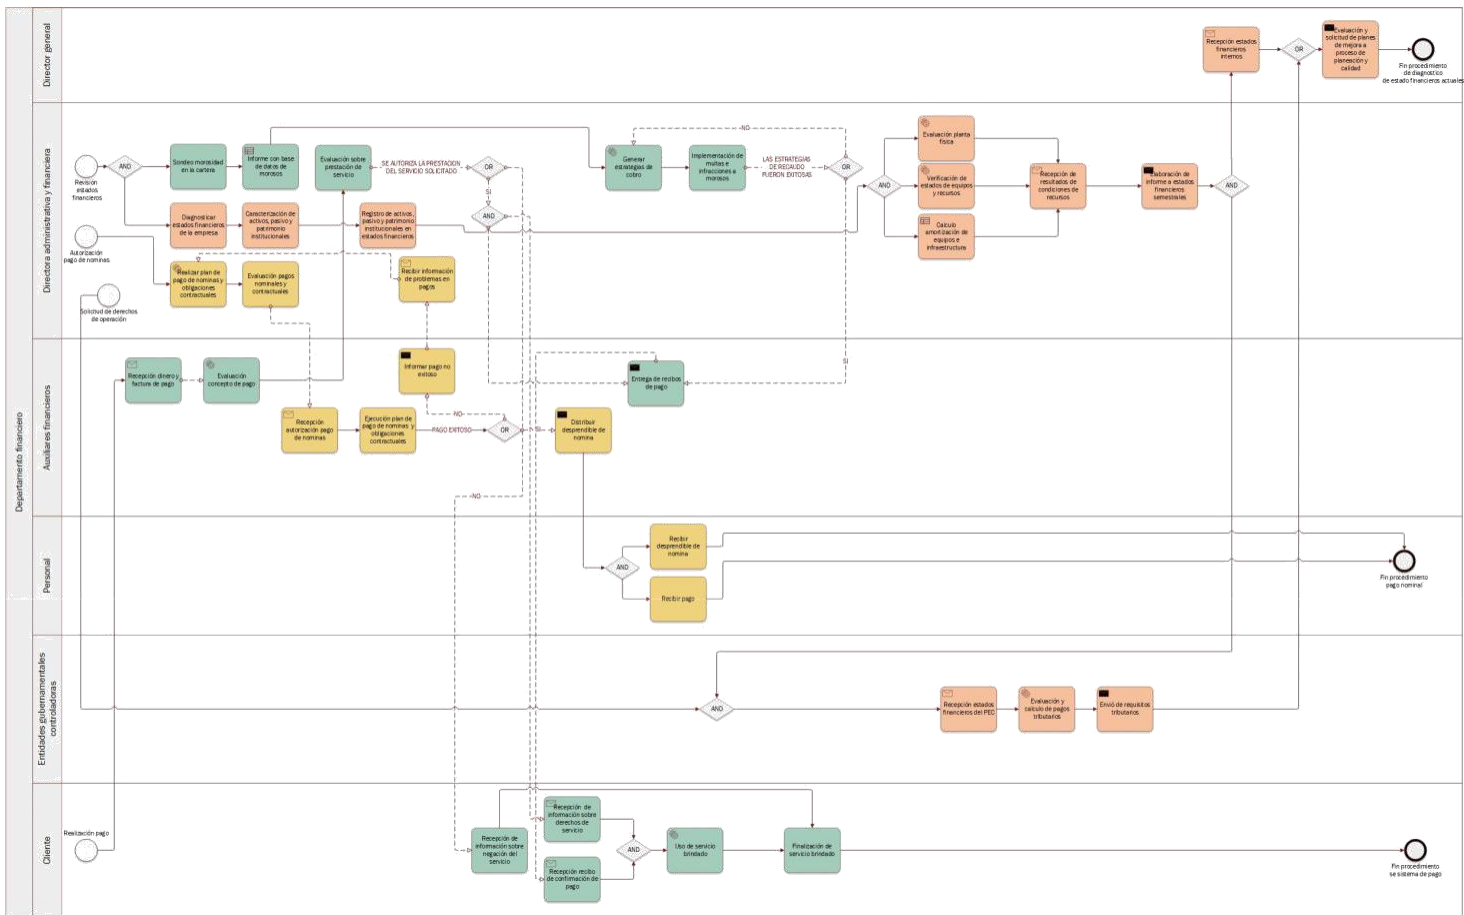 Departamento financiero
Director general
Recepción estados
financieros
internos
OR
Evaluación y
solicitud de planes
de mejora a
proceso de
planeación y
calidad
Fin procedimiento
de diagnostico
de estado financieros actuales
Directora administrativa y financiera
Revisión
estados
financieros
AND
Sondeo morosidad
en la cartera
Informe con base
de datos de
morosos
Evaluación sobre
prestación de
servicio
SE AUTORIZA LA PRESTACION
DEL SERVICIO SOLICITADO
OR
SI
AND
NO
Generar
estrategias de
cobro
Implementación de
multas e
infracciones a
morosos
LAS ESTRATEGIAS
DE RECAUDO
FUERON EXITOSAS
OR
SI
AND
Evaluación planta
física
Verificación de
estados de equipos
y recursos
Calculo
amortización de
equipos e
infraestructura
Recepción de
resultados de
condiciones de
recursos
Elaboración de
informe a estados
financieros
semestrales
AND
Diagnosticar
estados financieros
de la empresa
Caracterización de
activos, pasivo y
patrimonio
institucionales
Registro de activos,
pasivo y patrimonio
institucionales en
estados financieros
Autorización
pago de nominas
Realizar plan de
pago de nominas y
obligaciones
contractuales
Evaluación pagos
nominales y
contractuales
Recibir información
de problemas en
pagos
Solicitud de derechos
de operación
Auxiliares financieros
Recepción dinero y
factura de pago
Evaluación
concepto de pago
Informar pago no
exitoso
Entrega de recibos
de pago
Recepción
autorización pago
de nominas
Ejecución plan de
pago de nominas y
obligaciones
contractuales
PAGO EXITOSO
NO
OR
SI
Distribuir
desprendible de
nomina
NO
Personal
AND
Recibir
desprendible de
nomina
Recibir pago
Fin procedimiento
pago nominal
Entidades gubernamentales
controladoras
AND
Recepción estados
financieros del PEC
Evaluación y
calculo de pagos
tributarios
Envió de requisitos
tributarios
Cliente
Realización pago
Recepción de
información sobre
negación del
servicio
Recepción de
información sobre
derechos de
servicio
Recepción recibo
de confirmación de
pago
AND
Uso de servicio
brindado
Finalización de
servicio brindado
Fin procedimiento
se sistema de pago